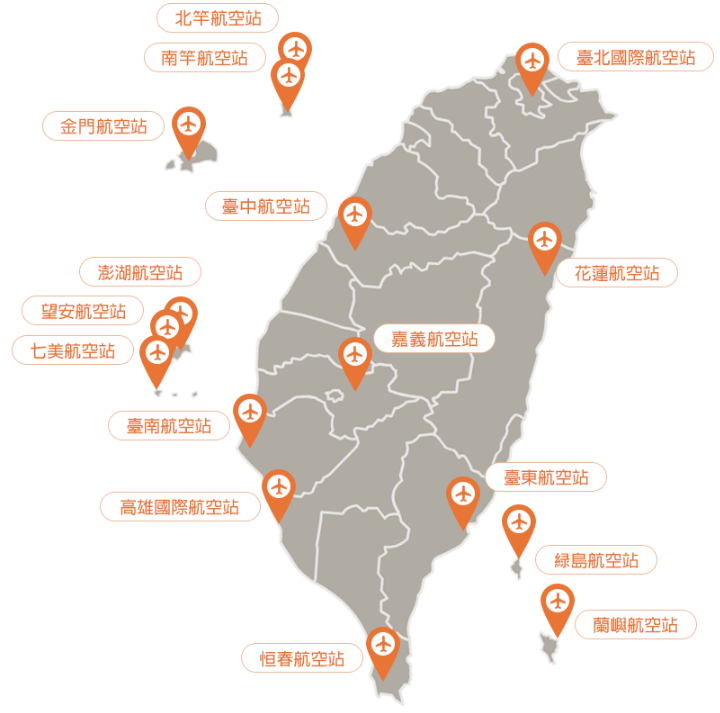 北竿航空站
南竿航空站
臺北國際航空站
金門航空站
臺中航空站
澎湖航空站
花蓮航空站
望安航空站
嘉義航空站
七美航空站
臺南航空站
臺東航空站
高雄國際航空站
綠島航空站
蘭嶼航空站
恒春航空站